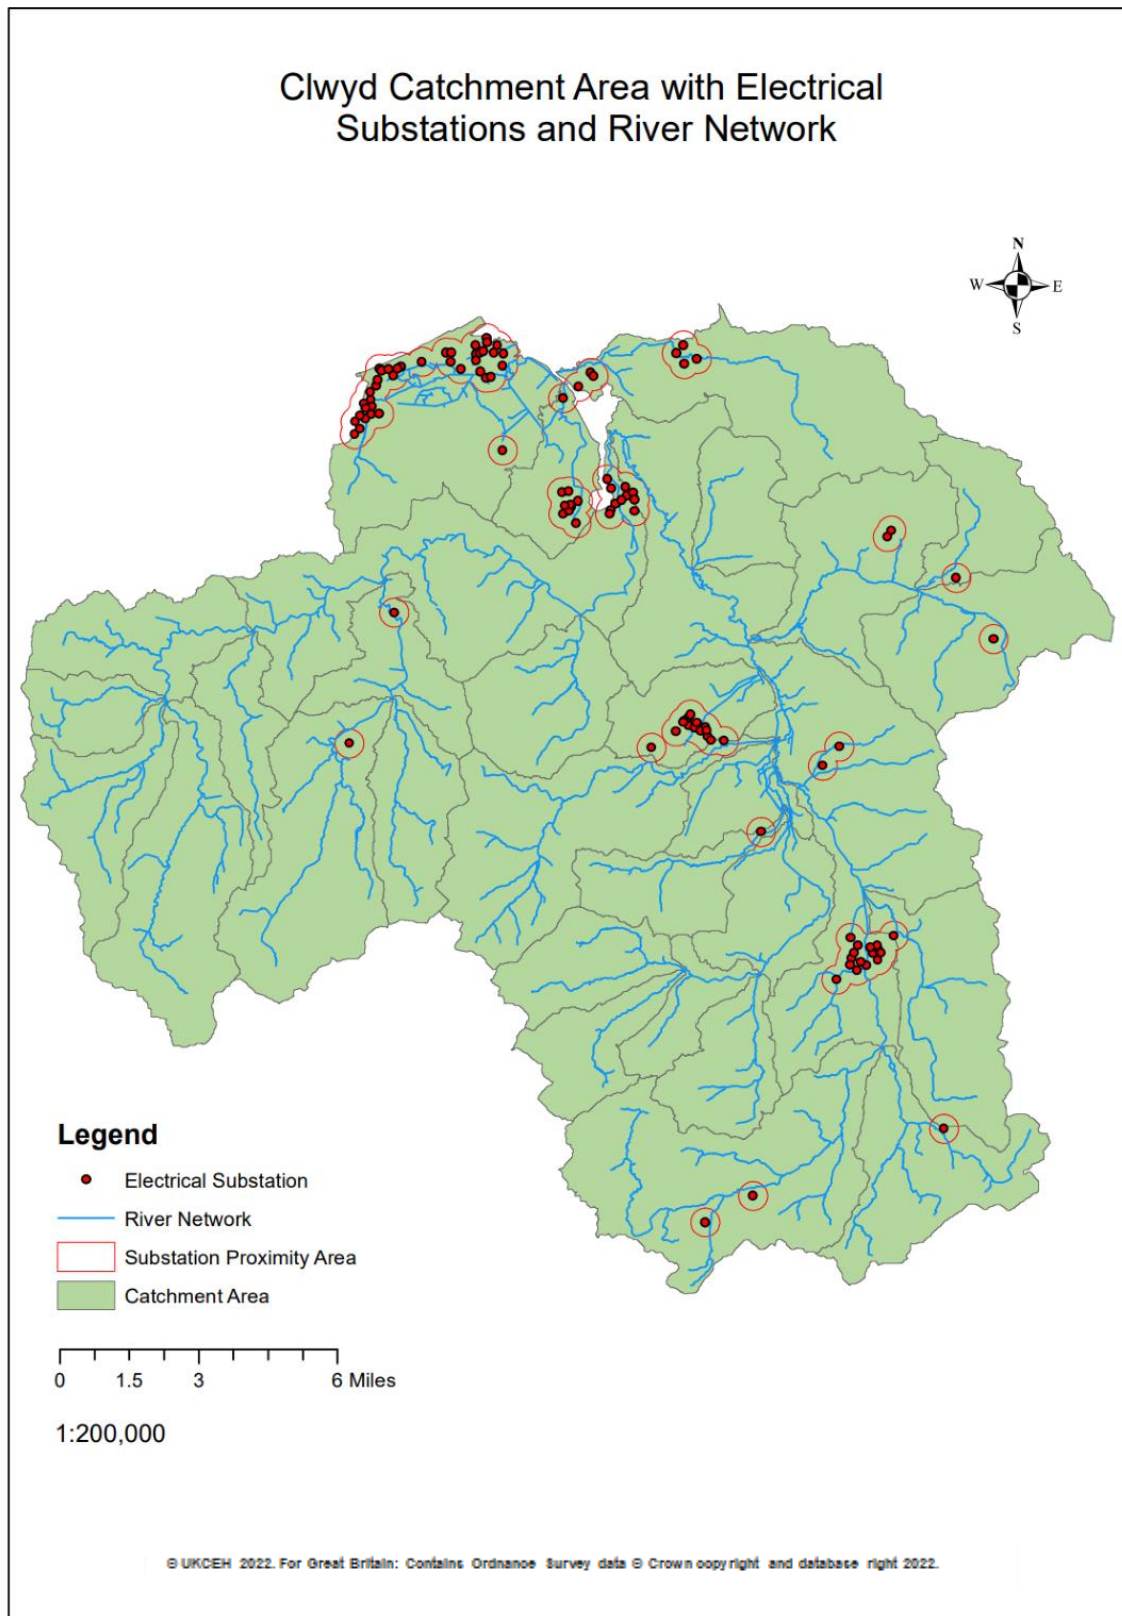 Clwyd Catchment Area with Electrical
Substations and River Network
N
W
E
S
Legend
Electrical Substation
River Network
Substation Proximity Area
Catchment Area
0 1.5 3 6 Miles
1:200,000
© UKCEH 2022. For Great Britain: Contains Ordnance Survey data © Crown copyright and database right 2022.